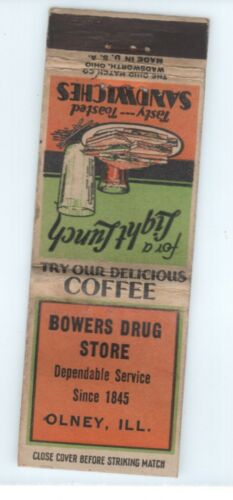 THE OHIO MATCH CO.
WADSWORTH, OHIO
MADE IN U.S.A.
for a
Light Lunch
Tasty--Toasted
SANDWICHES
TRY OUR DELICIOUS
COFFEE
BOWERS DRUG
STORE
Dependable Service
Since 1845
OLNEY, ILL.
CLOSE COVER BEFORE STRIKING MATCH